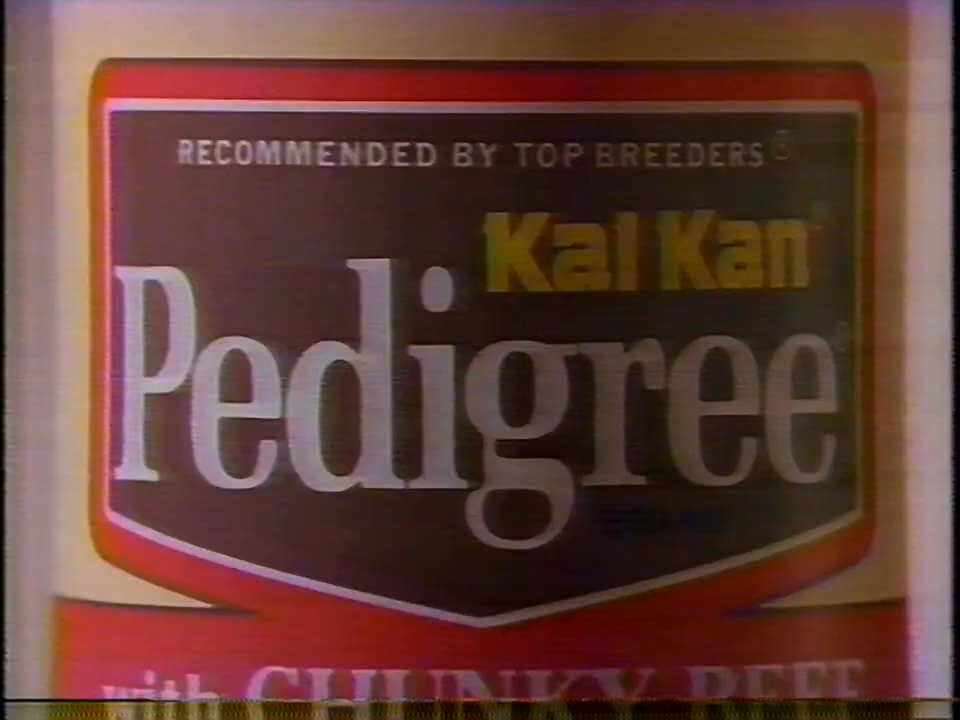 RECOMMENDED BY TOP BREEDERS®
Kal Kan
Pedigree
with CHUNKY BEEF